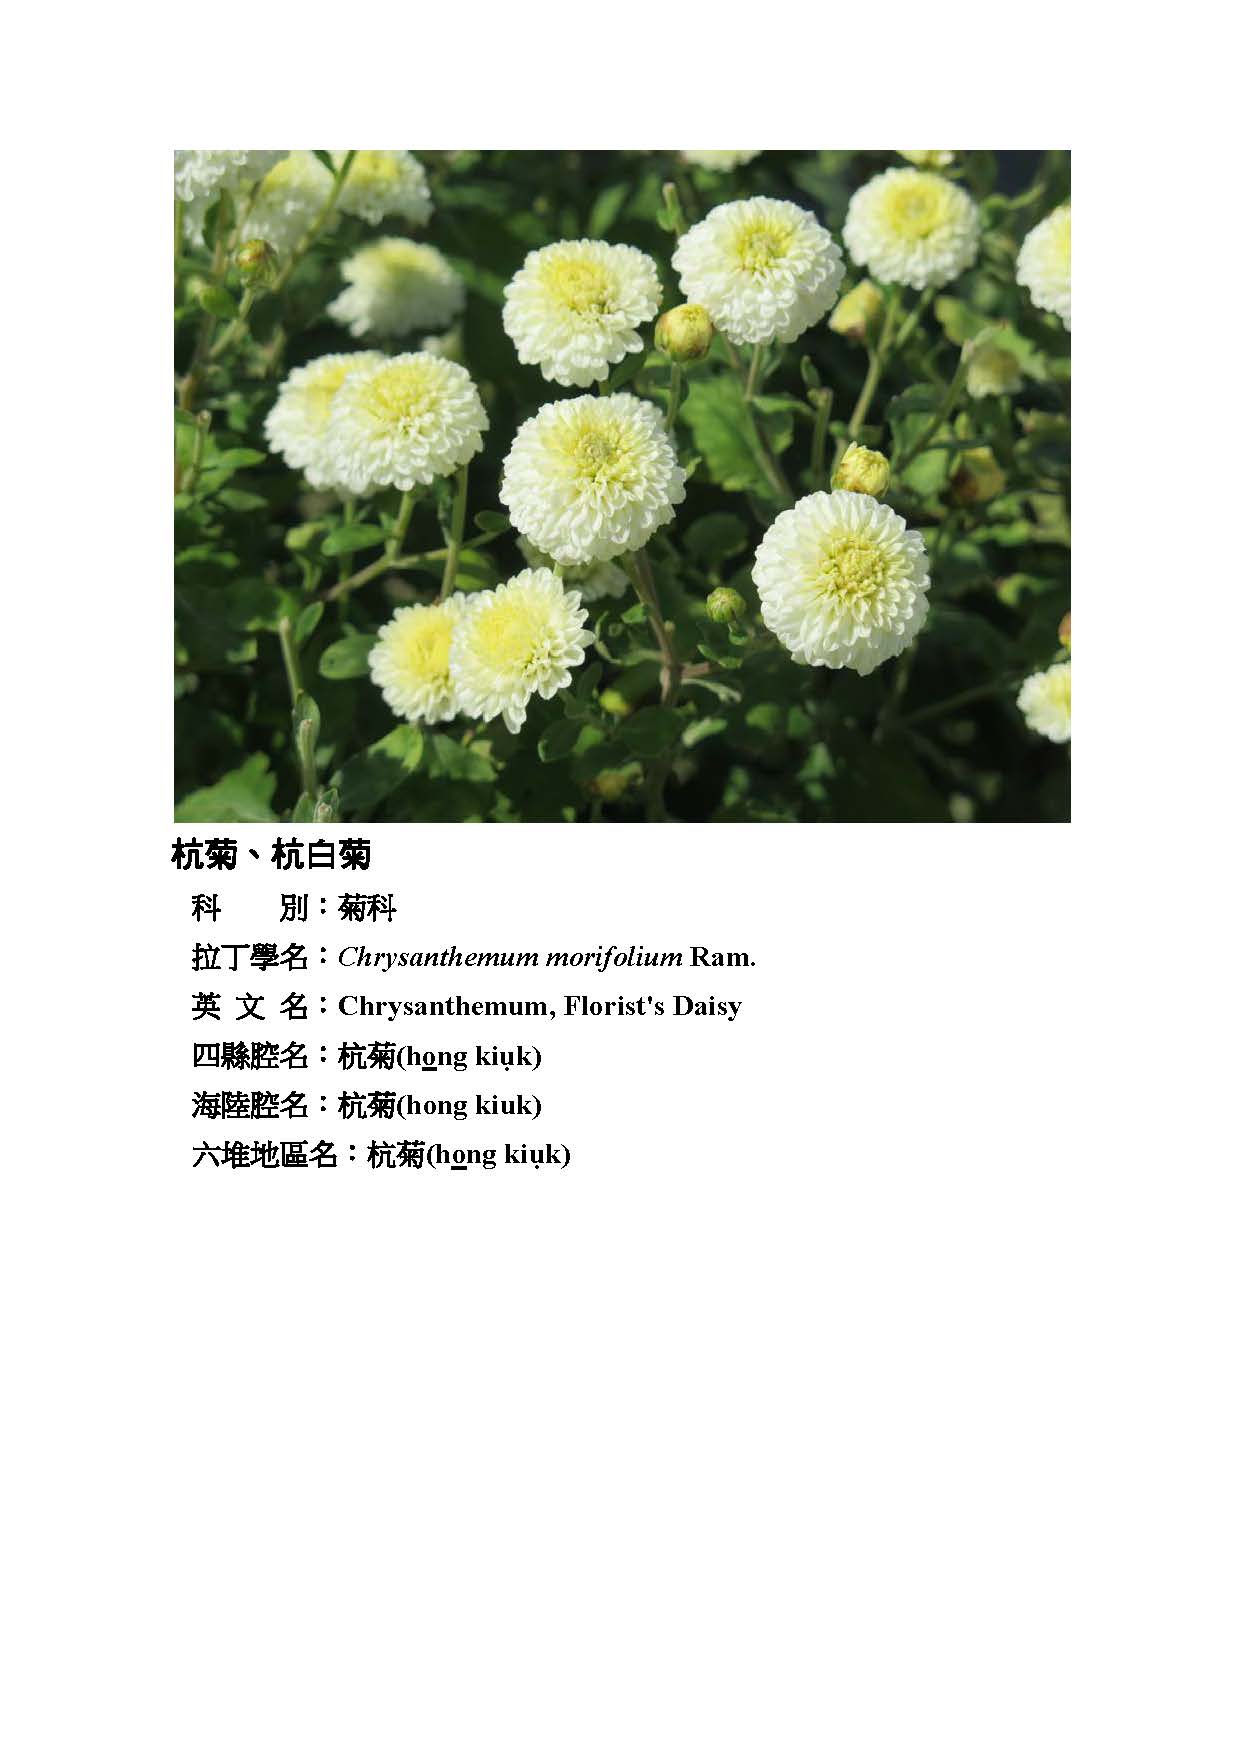 杭菊、杭白菊
科　　別：菊科
拉丁學名：Chrysanthemum morifolium Ram.
英 文 名：Chrysanthemum, Florist's Daisy
四縣腔名：杭菊(ho̲ng kiụk)
海陸腔名：杭菊(hong kiuk)
六堆地區名：杭菊(ho̲ng kiụk)